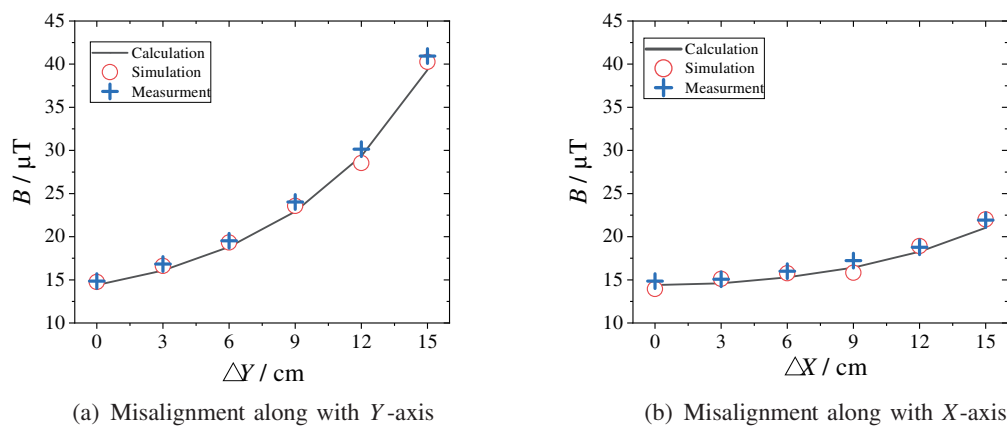 45
40
35
30
25
20
15
10
B / μT
Calculation
Simulation
Measurment
0 3 6 9 12 15
△Y / cm
(a) Misalignment along with Y-axis
45
40
35
30
25
20
15
10
B / μT
Calculation
Simulation
Measurment
0 3 6 9 12 15
△X / cm
(b) Misalignment along with X-axis